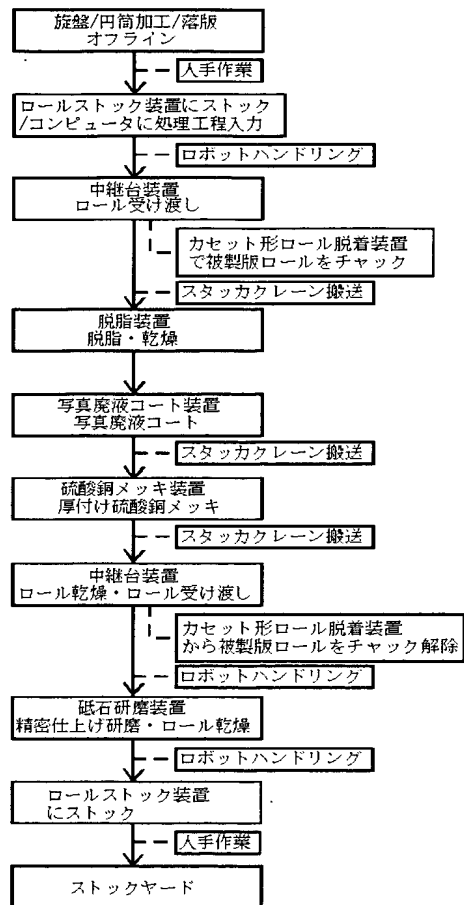 旋盤/円筒加工/落版
オフライン
人手作業
ロールストック装置にストック
/コンピュータに処理工程入力
ロボットハンドリング
中継台装置
ロール受け渡し
カセット形ロール脱着装置
で被製版ロールをチャック
スタッカクレーン搬送
脱脂装置
脱脂・乾燥
写真廃液コート装置
写真廃液コート
スタッカクレーン搬送
硫酸銅メッキ装置
厚付け硫酸銅メッキ
スタッカクレーン搬送
中継台装置
ロール乾燥・ロール受け渡し
カセット形ロール脱着装置
から被製版ロールをチャック解除
ロボットハンドリング
砥石研磨装置
精密仕上げ研磨・ロール乾燥
ロボットハンドリング
ロールストック装置
にストック
人手作業
ストックヤード